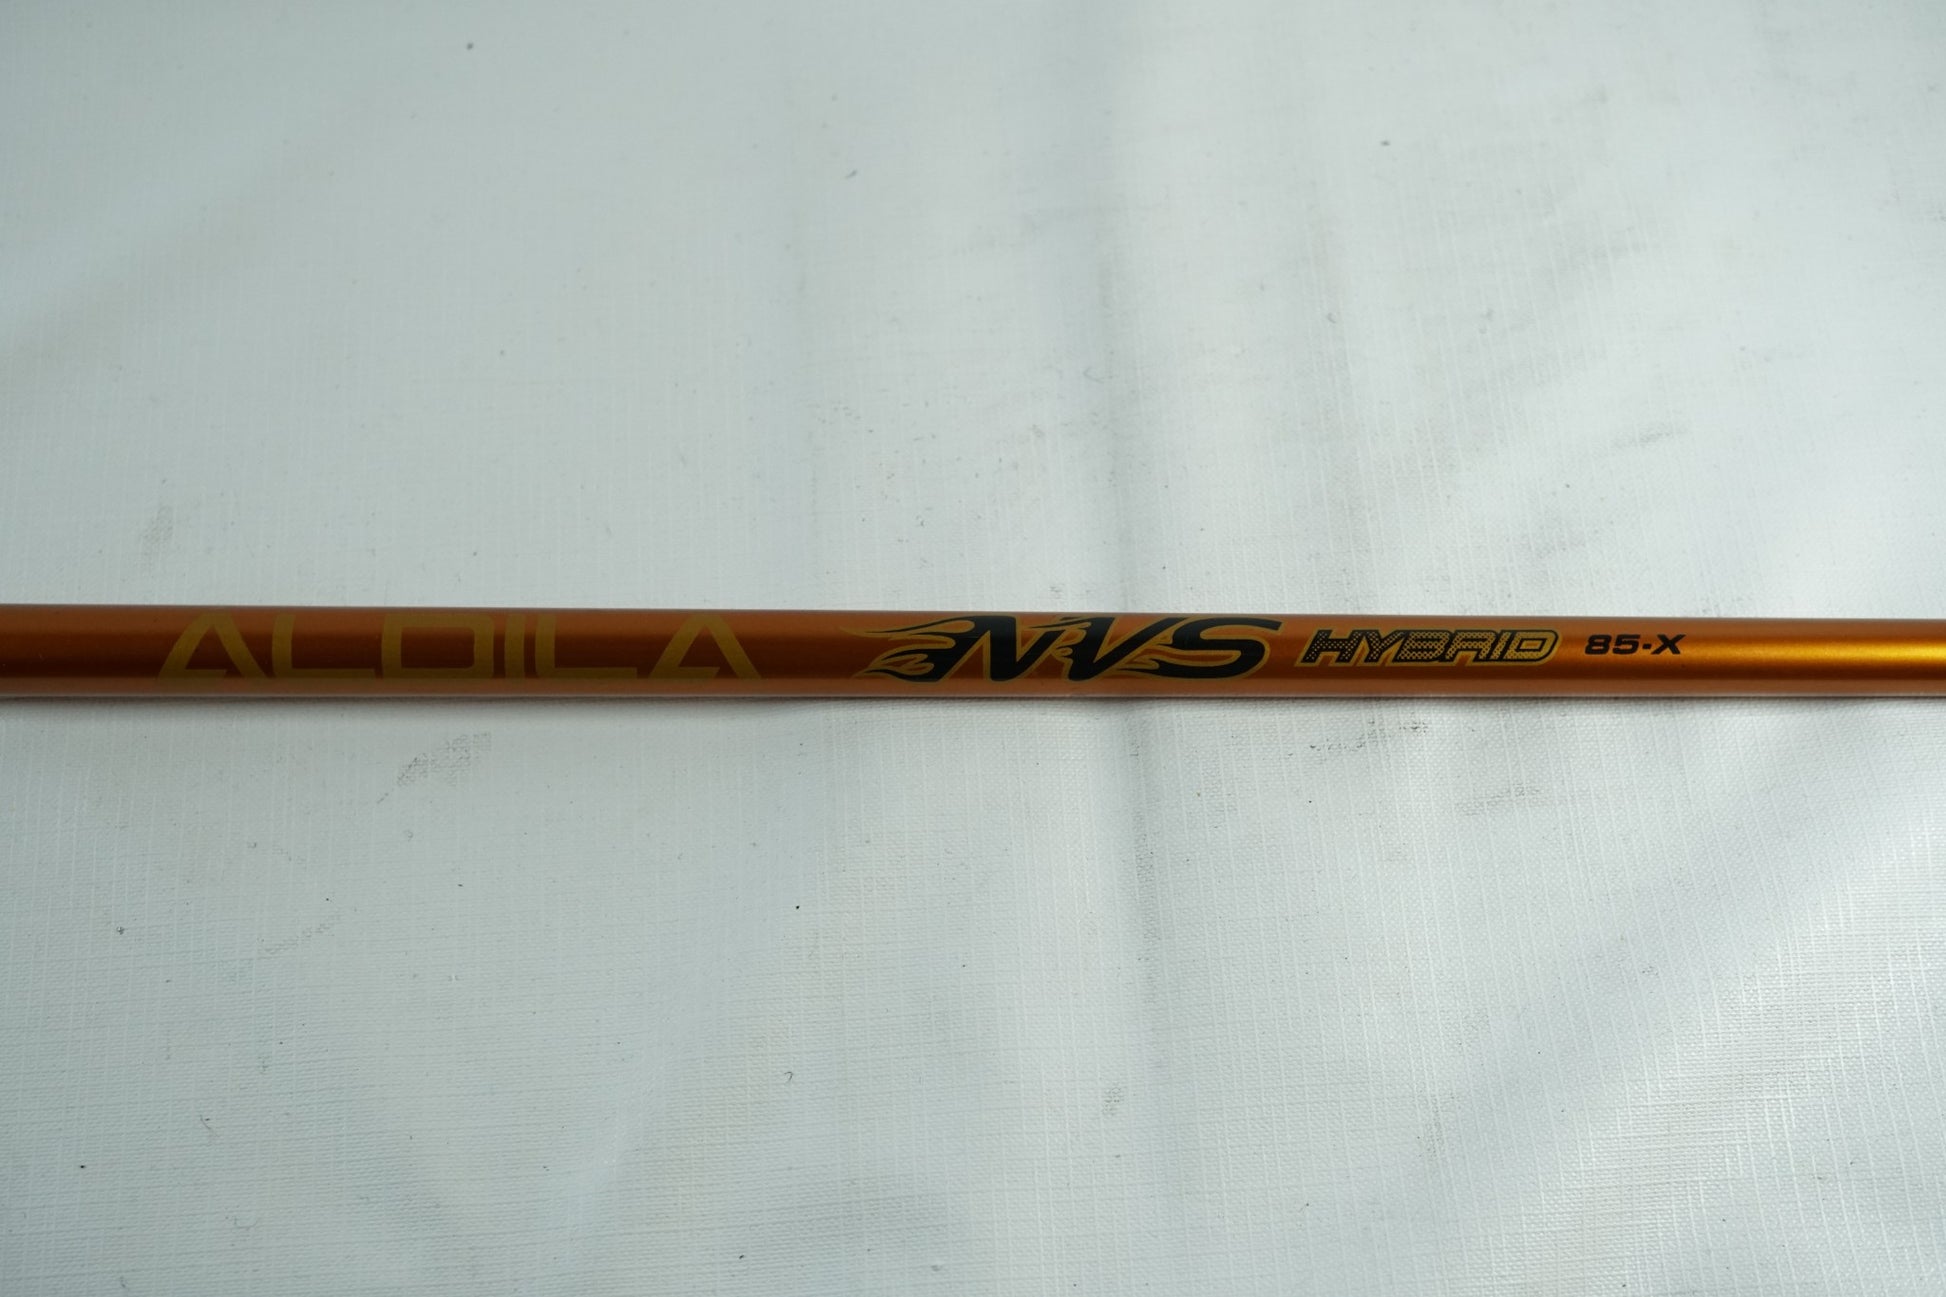 ALDILA NVS HYBRID 85-X